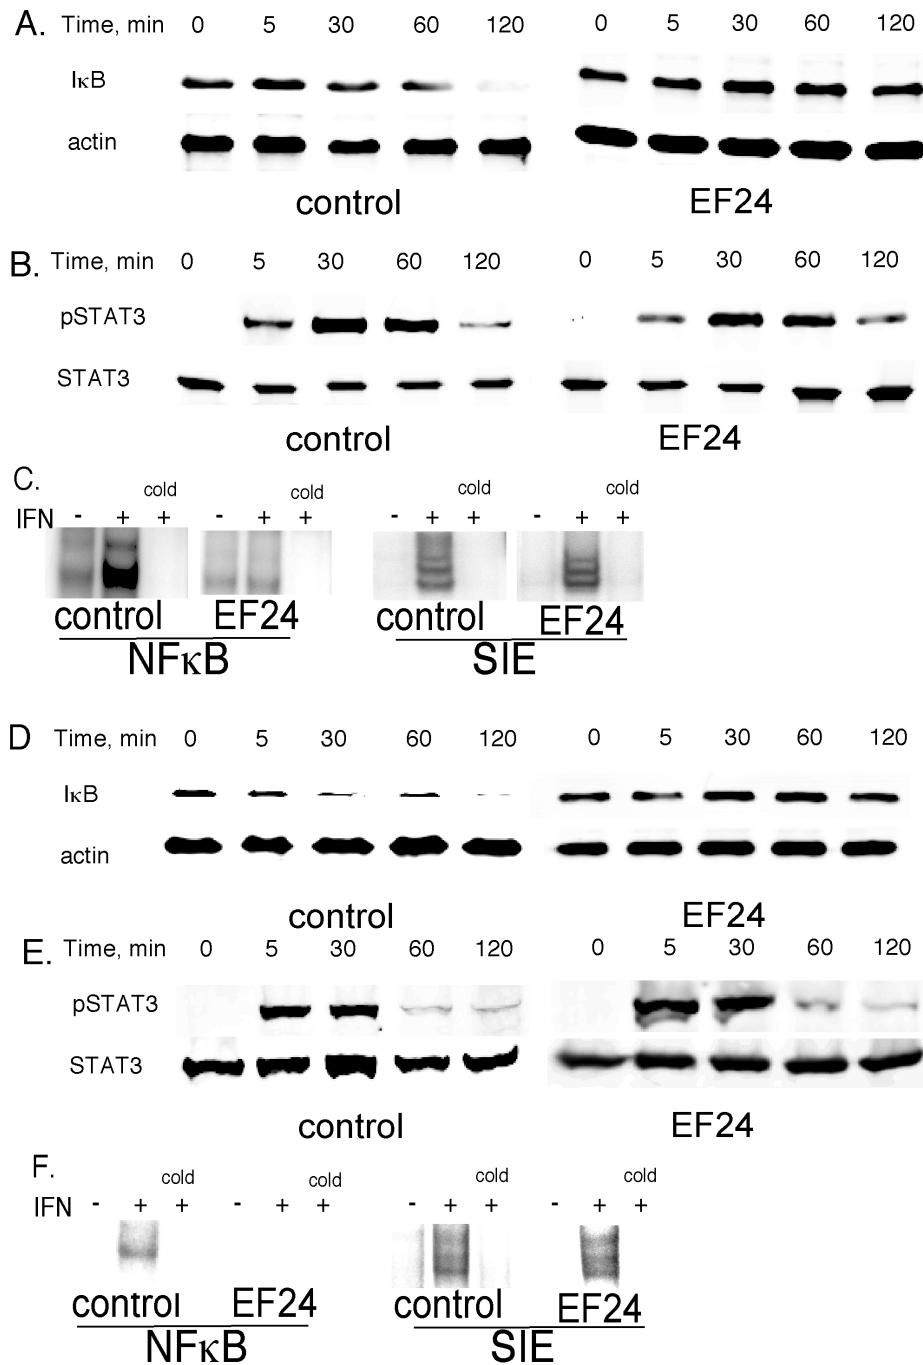 A. Time, min 0 5 30 60 120 0 5 30 60 120
IκB
actin
control EF24
B. Time, min 0 5 30 60 120 0 5 30 60 120
pSTAT3
STAT3
control EF24
C. cold cold cold cold
IFN - + + - + + - + + - + +
control EF24 control EF24
NFκB SIE
D Time, min 0 5 30 60 120 0 5 30 60 120
IκB
actin
control EF24
E. Time, min 0 5 30 60 120 0 5 30 60 120
pSTAT3
STAT3
control EF24
F. cold cold cold cold
IFN - + + - + + - + + - + +
control EF24 control EF24
NFκB SIE